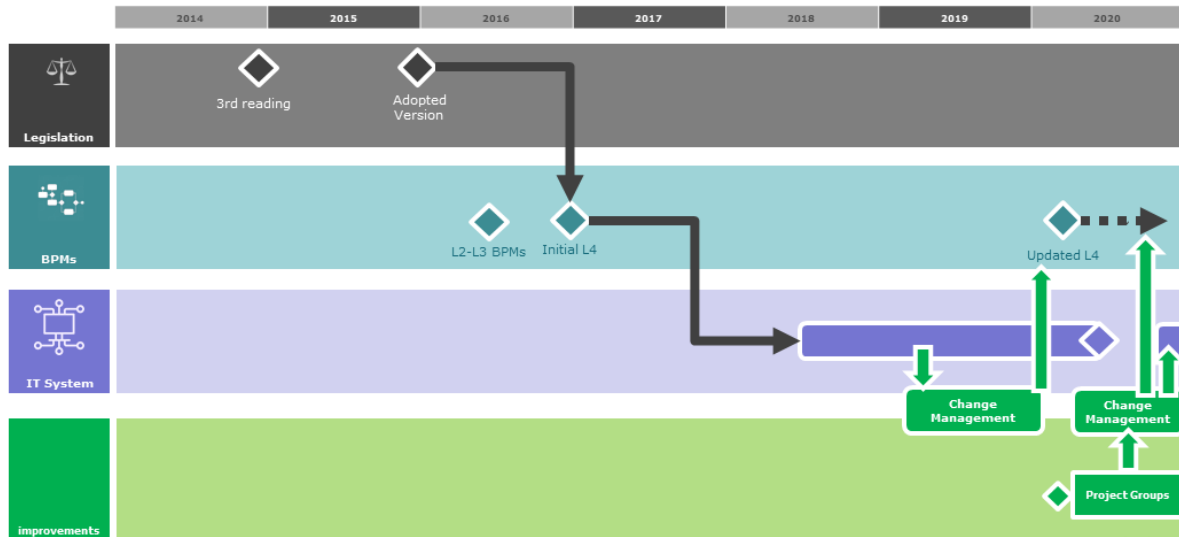 2014 2015 2016 2017 2018 2019 2020
Legislation
3rd reading
Adopted
Version
BPMs
L2-L3 BPMs
Initial L4
Updated L4
IT System
Change
Management
Change
Management
improvements
Project Groups